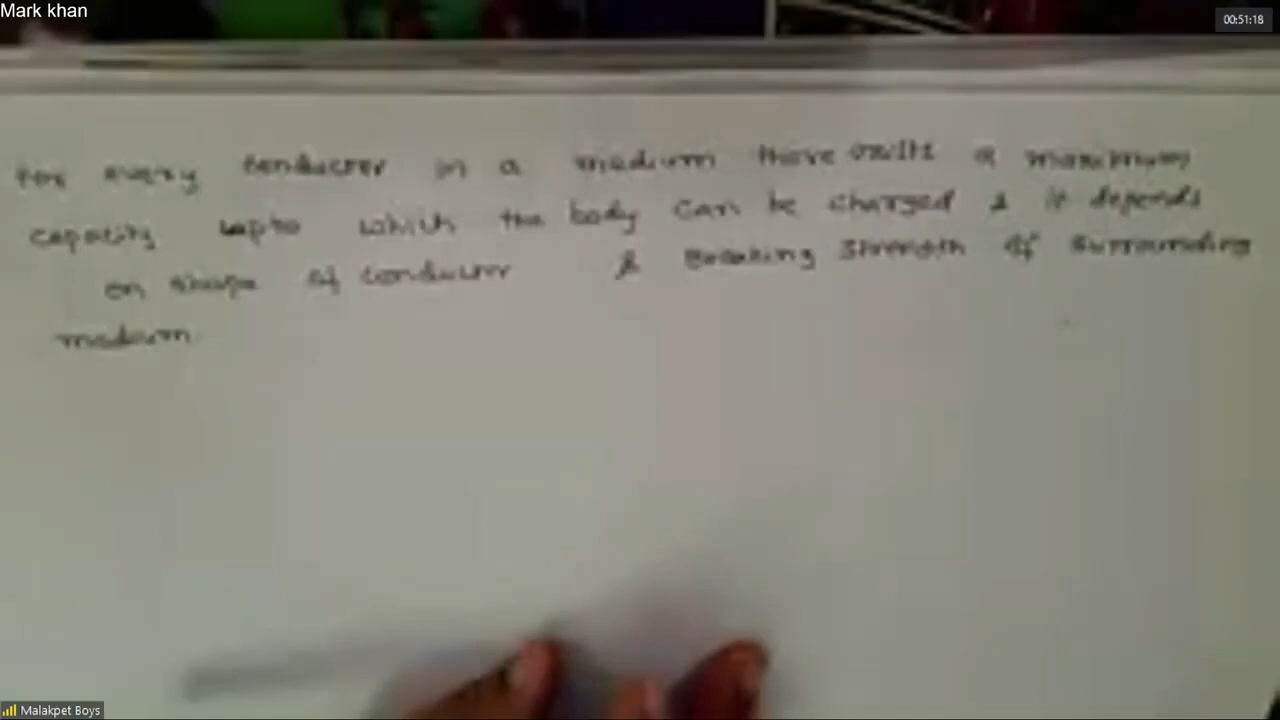 Mark khan
00:51:18
For every conductor in a medium there exists a maximum
capacity upto which the body can be charged & it depends
on shape of conductor & Breaking strength of surrounding
medium
Malakpet Boys